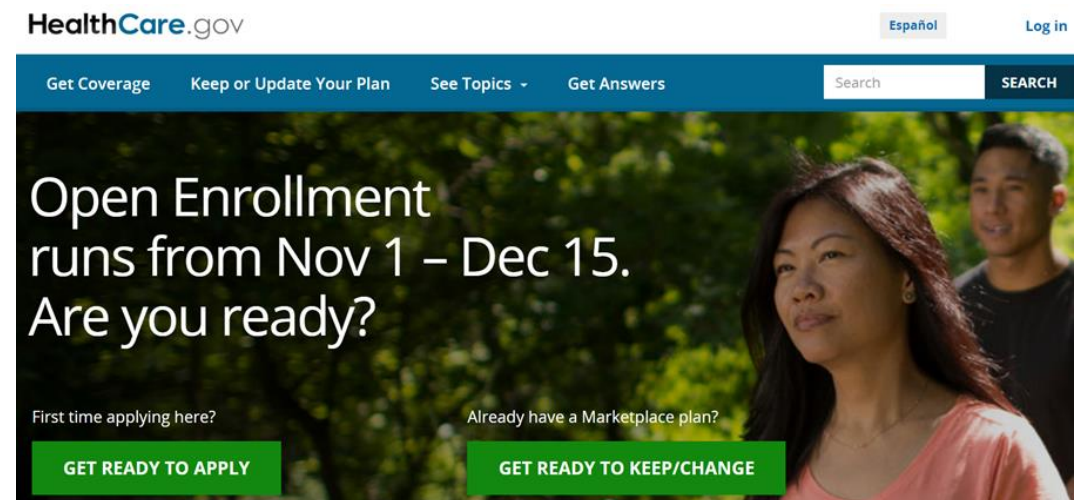 HealthCare.gov
Español
Log in
Get Coverage
Keep or Update Your Plan
See Topics
Get Answers
Search
SEARCH
Open Enrollment
runs from Nov 1 – Dec 15.
Are you ready?
First time applying here?
Already have a Marketplace plan?
GET READY TO APPLY
GET READY TO KEEP/CHANGE